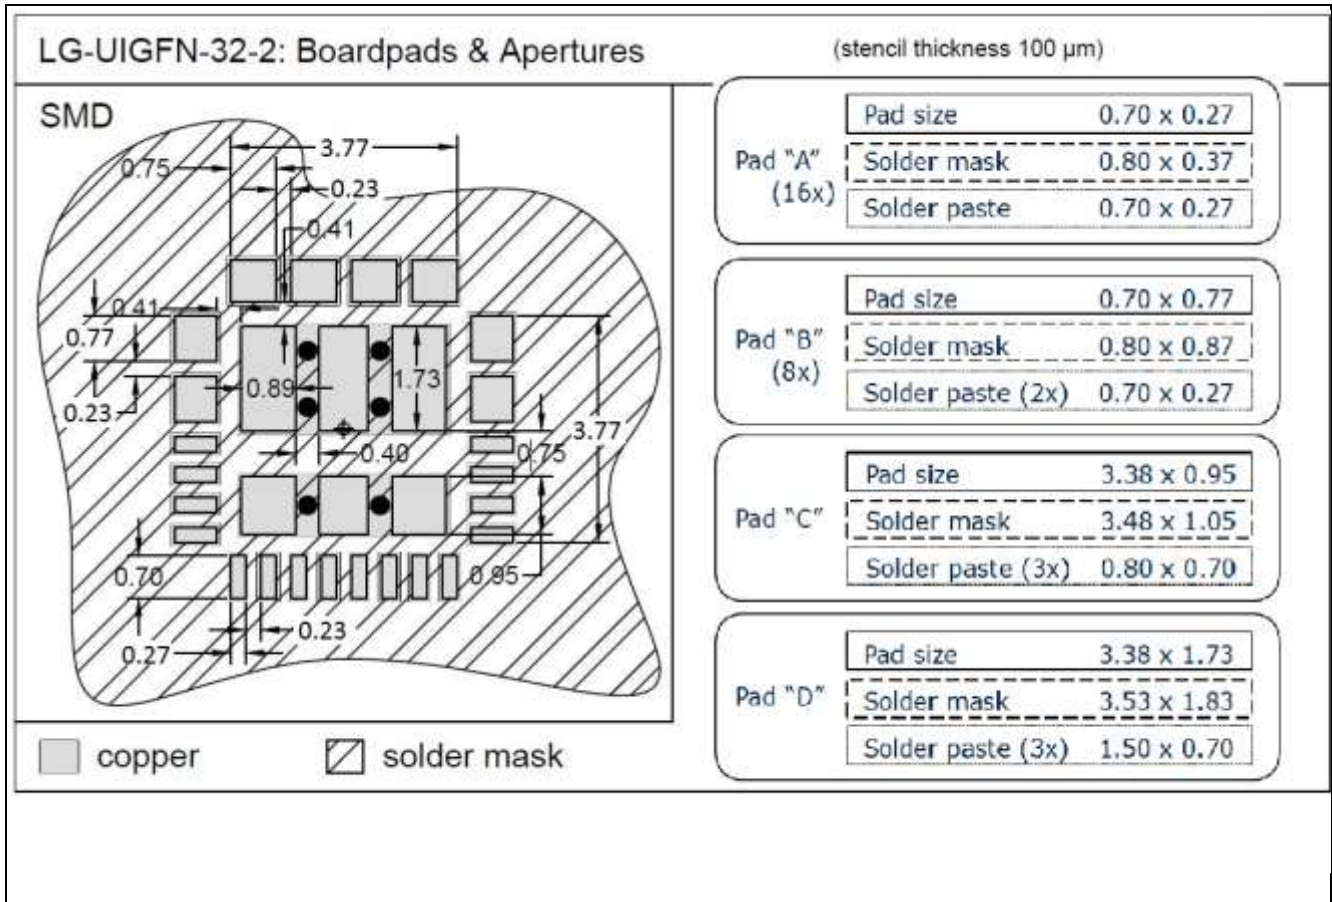 LG-UIGFN-32-2: Boardpads & Apertures (stencil thickness 100 µm)
SMD
3.77
0.75
0.23
0.41
0.41
0.77
0.89
1.73
0.23
3.77
0.40
0.75
0.70
0.95
0.23
0.27
copper
solder mask
Pad "A"
(16x)
Pad size 0.70 x 0.27
Solder mask 0.80 x 0.37
Solder paste 0.70 x 0.27
Pad "B"
(8x)
Pad size 0.70 x 0.77
Solder mask 0.80 x 0.87
Solder paste (2x) 0.70 x 0.27
Pad "C"
Pad size 3.38 x 0.95
Solder mask 3.48 x 1.05
Solder paste (3x) 0.80 x 0.70
Pad "D"
Pad size 3.38 x 1.73
Solder mask 3.53 x 1.83
Solder paste (3x) 1.50 x 0.70